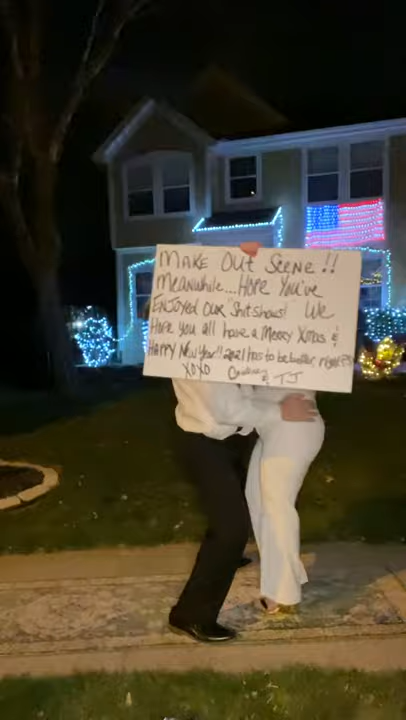 MAKE OUT SCENE!!
MEANWHILE...HOPE YOU'VE
ENJOYED OUR "Shitshows! WE
HOPE YOU all have a Merry Xmas &
HAPPY New Year!! 2021 has to be better, right??
XOXO & TJ